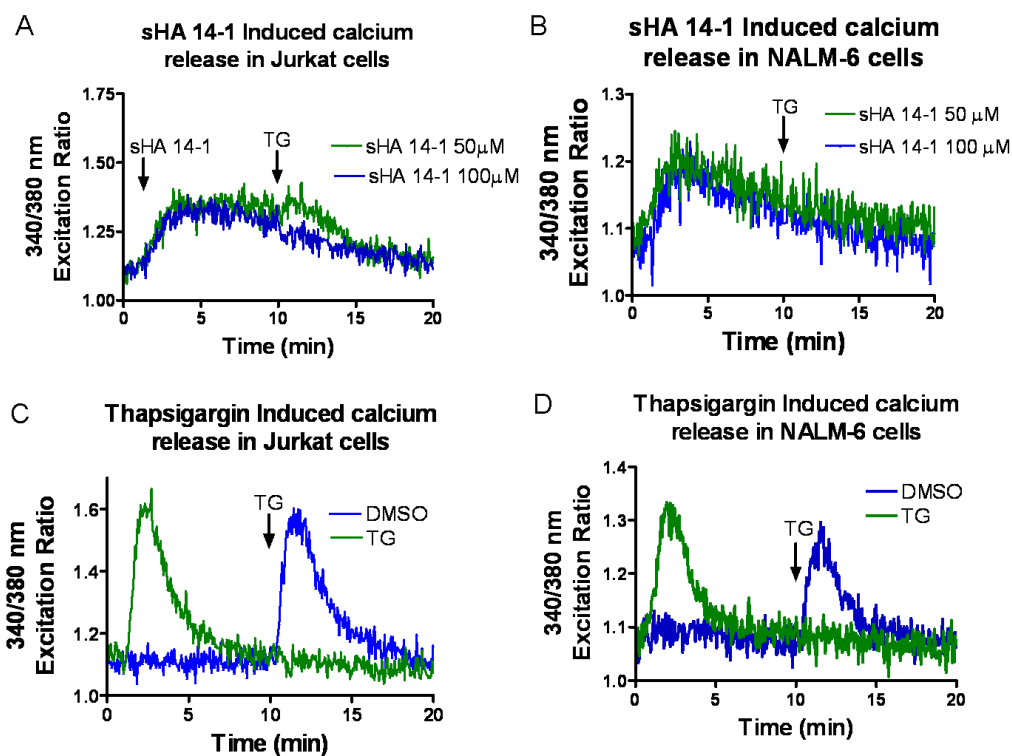 A
sHA 14-1 Induced calcium
release in Jurkat cells
340/380 nm
Excitation Ratio
1.75
1.50
1.25
1.00
sHA 14-1
TG
sHA 14-1 50μM
sHA 14-1 100μM
0
5
10
15
20
Time (min)
B
sHA 14-1 Induced calcium
release in NALM-6 cells
340/380 nm
Excitation Ratio
1.3
1.2
1.1
1.0
TG
sHA 14-1 50 μM
sHA 14-1 100 μM
0
5
10
15
20
Time (min)
C
Thapsigargin Induced calcium
release in Jurkat cells
340/380 nm
Excitation Ratio
1.6
1.4
1.2
1.0
TG
DMSO
TG
0
5
10
15
20
Time (min)
D
Thapsigargin Induced calcium
release in NALM-6 cells
340/380 nm
Excitation Ratio
1.4
1.3
1.2
1.1
1.0
TG
DMSO
TG
0
5
10
15
20
Time (min)